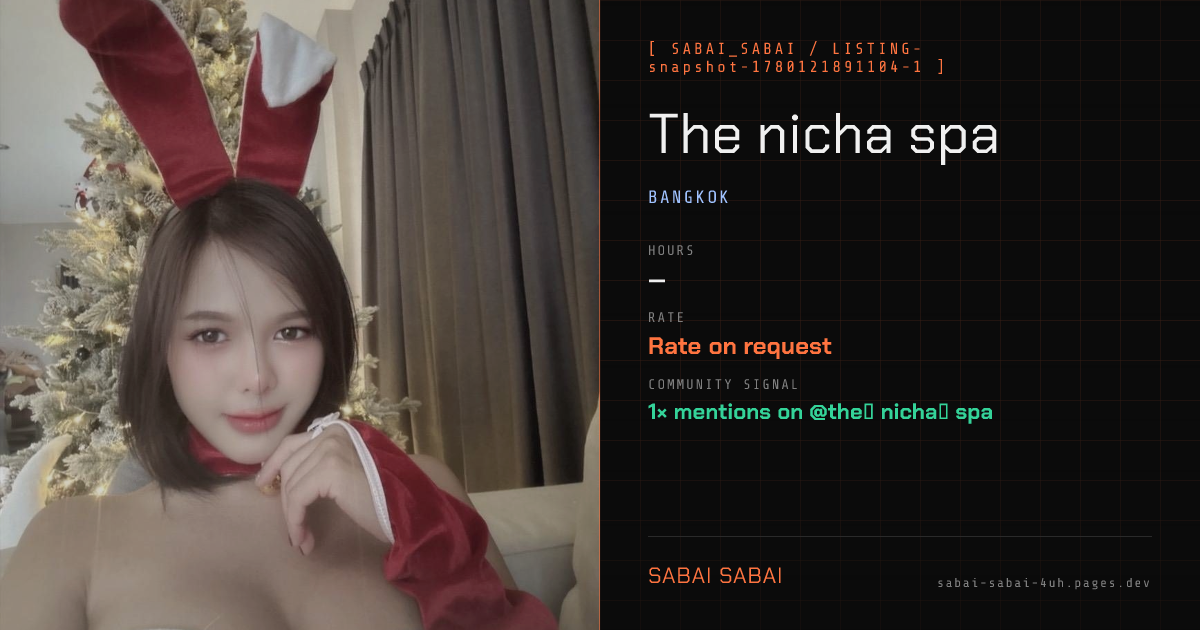 [ SABAI_SABAI / LISTING-
snapshot-1780121891104-1 ]
The nicha spa
BANGKOK
HOURS
—
RATE
Rate on request
COMMUNITY SIGNAL
1× mentions on @the▯ nicha▯ spa
SABAI SABAI
sabai-sabai-4uh.pages.dev